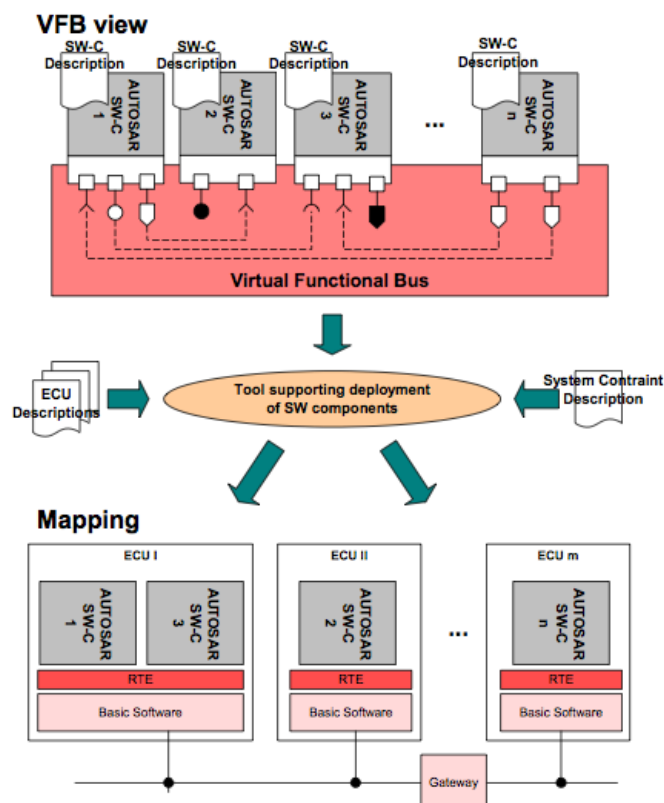 VFB view
SW-C
Description
SW-C
Description
SW-C
Description
SW-C
Description
AUTOSAR
SW-C
1
AUTOSAR
SW-C
2
AUTOSAR
SW-C
3
...
AUTOSAR
SW-C
n
Virtual Functional Bus
ECU
Descriptions
Tool supporting deployment
of SW components
System Contraint
Description
Mapping
ECU I
ECU II
ECU m
AUTOSAR
SW-C
1
AUTOSAR
SW-C
3
AUTOSAR
SW-C
2
...
AUTOSAR
SW-C
n
RTE
RTE
RTE
Basic Software
Basic Software
Basic Software
Gateway